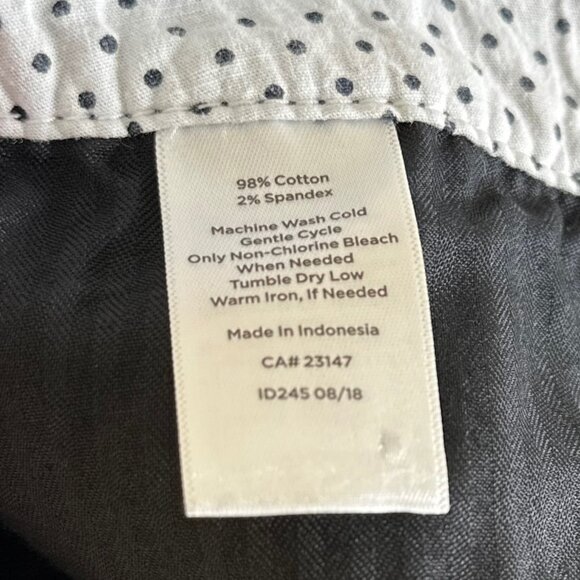 98% Cotton
2% Spandex
Machine Wash Cold
Gentle Cycle
Only Non-Chlorine Bleach
When Needed
Tumble Dry Low
Warm Iron, If Needed
Made In Indonesia
CA# 23147
ID245 08/18